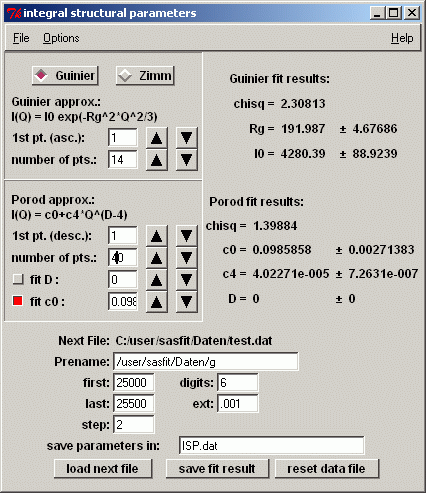 integral structural parameters
File Options Help
Guinier Zimm
Guinier approx.:
I(Q) = I0 exp(-Rg^2*Q^2/3)
1st pt. (asc.): 1
number of pts.: 14
Guinier fit results:
chisq = 2.30813
Rg = 191.987 ± 4.67686
I0 = 4280.39 ± 88.9239
Porod approx.:
I(Q) = c0+c4*Q^(D-4)
1st pt. (desc.): 1
number of pts.: 40
fit D : 0
fit c0 : 0.098
Porod fit results:
chisq = 1.39884
c0 = 0.0985858 ± 0.00271383
c4 = 4.02271e-005 ± 7.2631e-007
D = 0 ± 0
Next File: C:/user/sasfit/Daten/test.dat
Prename: /user/sasfit/Daten/g
first: 25000 digits: 6
last: 25500 ext: .001
step: 2
save parameters in: ISP.dat
load next file save fit result reset data file